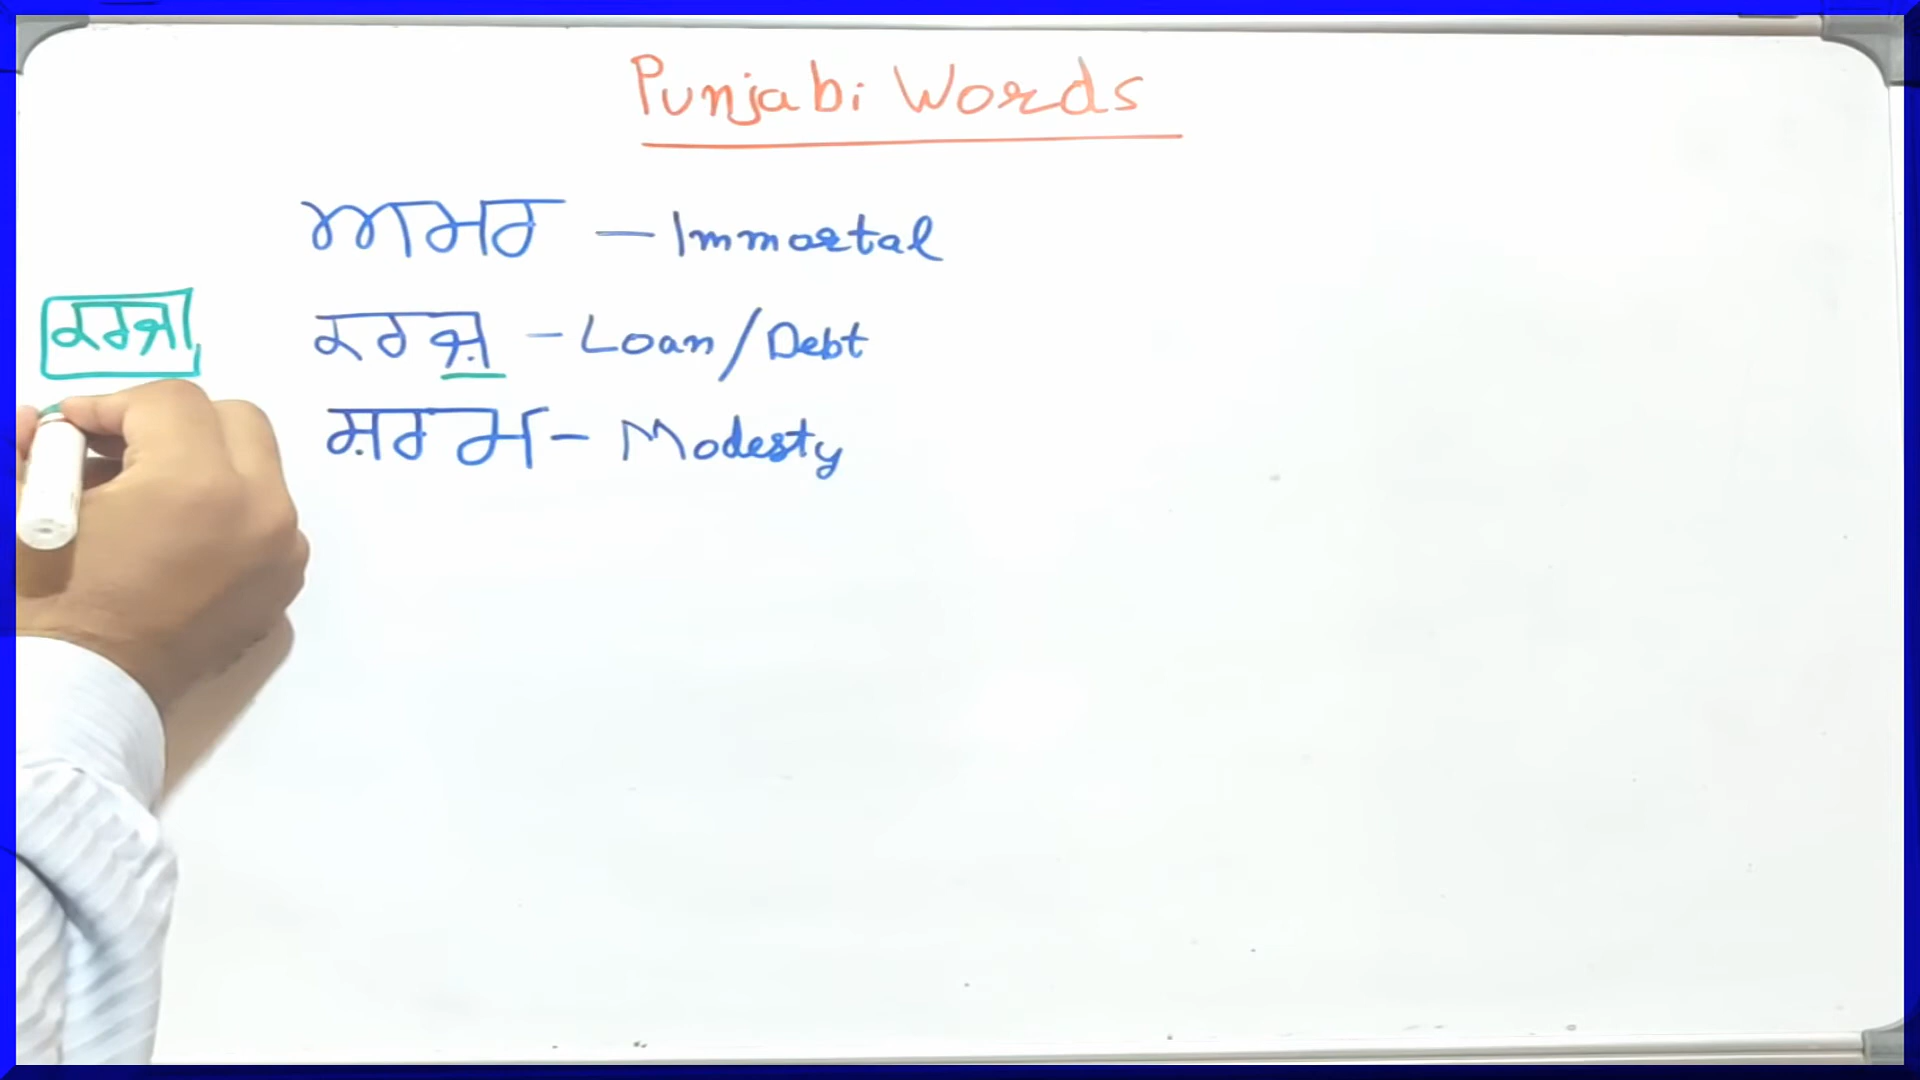 Punjabi Words
ਅਮਰ – Immortal
ਕਰਜਾ
ਕਰਜ਼ – Loan/Debt
ਸ਼ਰਮ – Modesty